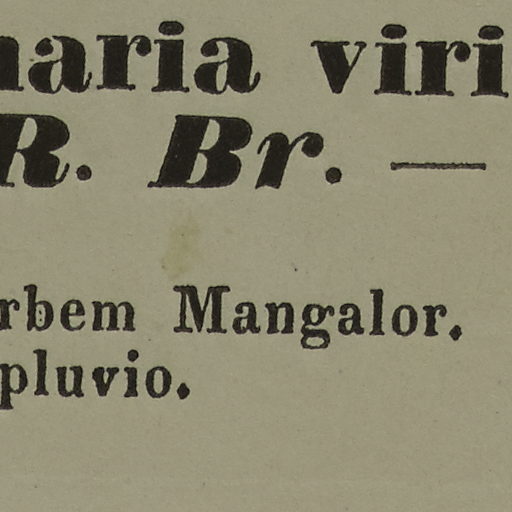 naria viri
R. Br. —
rbem Mangalor.
pluvio.